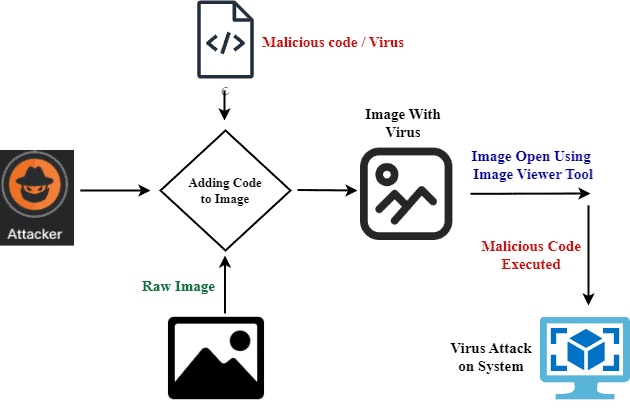 </>
Malicious code / Virus
Image With
Virus
Attacker
Adding Code
to Image
Image Open Using
Image Viewer Tool
Raw Image
Malicious Code
Executed
Virus Attack
on System